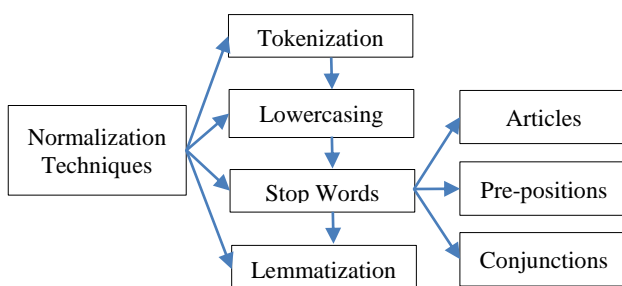 Tokenization
Lowercasing
Normalization
Techniques
Stop Words
Lemmatization
Articles
Pre-positions
Conjunctions